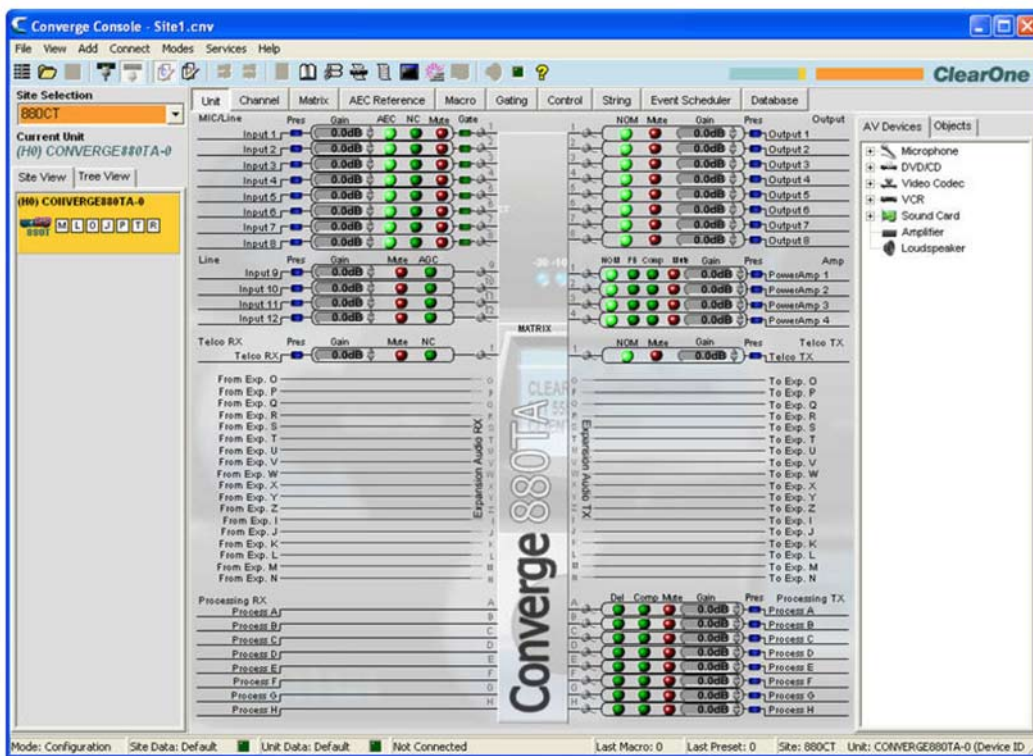 Converge Console - Site1.cnv
File View Add Connect Modes Services Help
ClearOne
Site Selection
880CT
Current Unit
(H0) CONVERGE880TA-0
Site View Tree View
(H0) CONVERGE880TA-0
880T M L O J P T R
Unit Channel Matrix AEC Reference Macro Gating Control String Event Scheduler Database
MIC/Line Pres Gain AEC NC Mute Gate
Input 1 0.0dB
Input 2 0.0dB
Input 3 0.0dB
Input 4 0.0dB
Input 5 0.0dB
Input 6 0.0dB
Input 7 0.0dB
Input 8 0.0dB
Line Pres Gain Mute AGC
Input 9 0.0dB
Input 10 0.0dB
Input 11 0.0dB
Input 12 0.0dB
Telco RX Pres Gain Mute NC
Telco RX 0.0dB
From Exp. O
From Exp. P
From Exp. Q
From Exp. R
From Exp. S
From Exp. T
From Exp. U
From Exp. V
From Exp. W
From Exp. X
From Exp. Y
From Exp. Z
From Exp. I
From Exp. J
From Exp. K
From Exp. L
From Exp. M
From Exp. N
Expansion Audio RX
Processing RX
Process A
Process B
Process C
Process D
Process E
Process F
Process G
Process H
MATRIX
Converge 880TA
NOM Mute Gain Pres Output
0.0dB Output 1
0.0dB Output 2
0.0dB Output 3
0.0dB Output 4
0.0dB Output 5
0.0dB Output 6
0.0dB Output 7
0.0dB Output 8
NOM Comp Gain Pres Amp
0.0dB PowerAmp 1
0.0dB PowerAmp 2
0.0dB PowerAmp 3
0.0dB PowerAmp 4
NOM Mute Gain Pres Telco TX
0.0dB Telco TX
Expansion Audio TX
To Exp. O
To Exp. P
To Exp. Q
To Exp. R
To Exp. S
To Exp. T
To Exp. U
To Exp. V
To Exp. W
To Exp. X
To Exp. Y
To Exp. Z
To Exp. I
To Exp. J
To Exp. K
To Exp. L
To Exp. M
To Exp. N
Del Comp Mute Gain Pres Processing TX
0.0dB Process A
0.0dB Process B
0.0dB Process C
0.0dB Process D
0.0dB Process E
0.0dB Process F
0.0dB Process G
0.0dB Process H
AV Devices Objects
Microphone
DVD/CD
Video Codec
VCR
Sound Card
Amplifier
Loudspeaker
Mode: Configuration Site Data: Default Unit Data: Default Not Connected Last Macro: 0 Last Preset: 0 Site: 880CT Unit: CONVERGE880TA-0 (Device ID